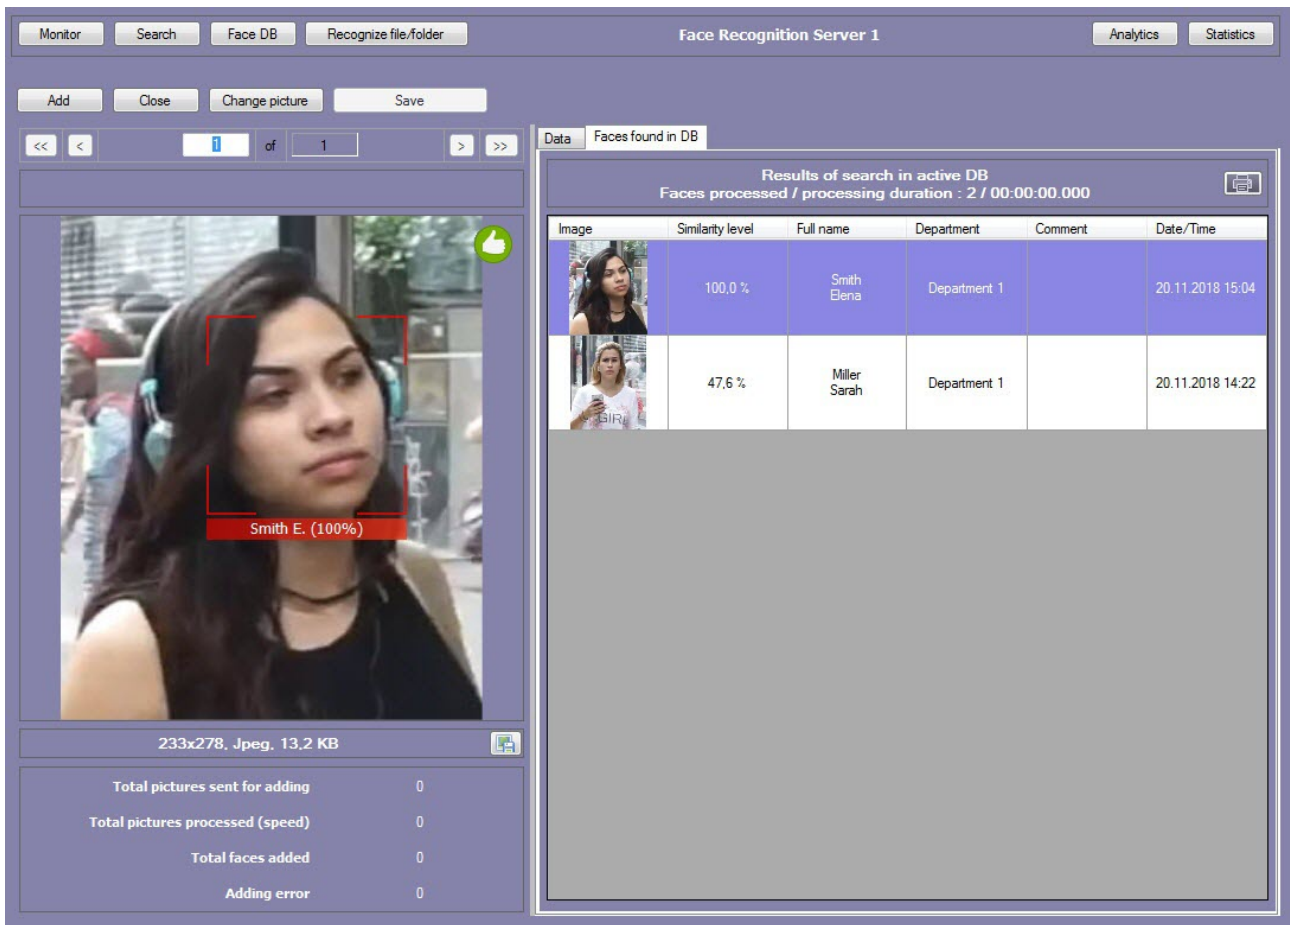 Monitor Search Face DB Recognize file/folder Face Recognition Server 1 Analytics Statistics
Add Close Change picture Save
<< < 1 of 1 > >>
Data Faces found in DB
Results of search in active DB
Faces processed / processing duration : 2 / 00:00:00.000
Image Similarity level Full name Department Comment Date/Time
100,0 % Smith Elena Department 1 20.11.2018 15:04
47,6 % Miller Sarah Department 1 20.11.2018 14:22
GIRL
Smith E. (100%)
233x278, Jpeg, 13,2 KB
Total pictures sent for adding 0
Total pictures processed (speed) 0
Total faces added 0
Adding error 0